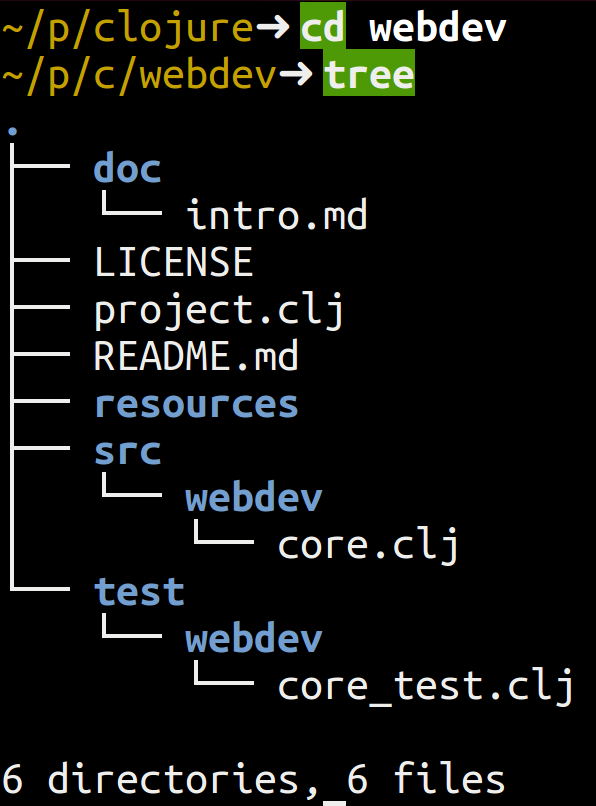 ~/p/clojure➜ cd webdev
~/p/c/webdev➜ tree
.
├── doc
│   └── intro.md
├── LICENSE
├── project.clj
├── README.md
├── resources
├── src
│   └── webdev
│       └── core.clj
└── test
    └── webdev
        └── core_test.clj

6 directories, 6 files